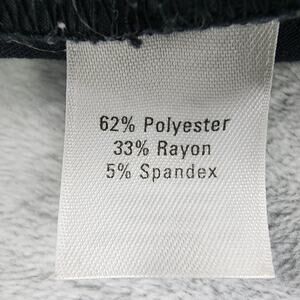 62% Polyester
33% Rayon
5% Spandex